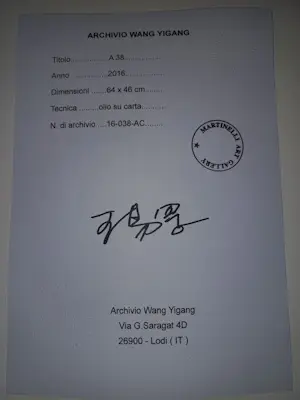 ARCHIVIO WANG YIGANG
Titolo...............A 38..............
Anno .............2016..............
Dimensioni ......64 x 46 cm......
Tecnica .........olio su carta.........
N. di archivio ....16-038-AC........
MARTINELLI ART GALLERY
Archivio Wang Yigang
Via G.Saragat 4D
26900 - Lodi ( IT )